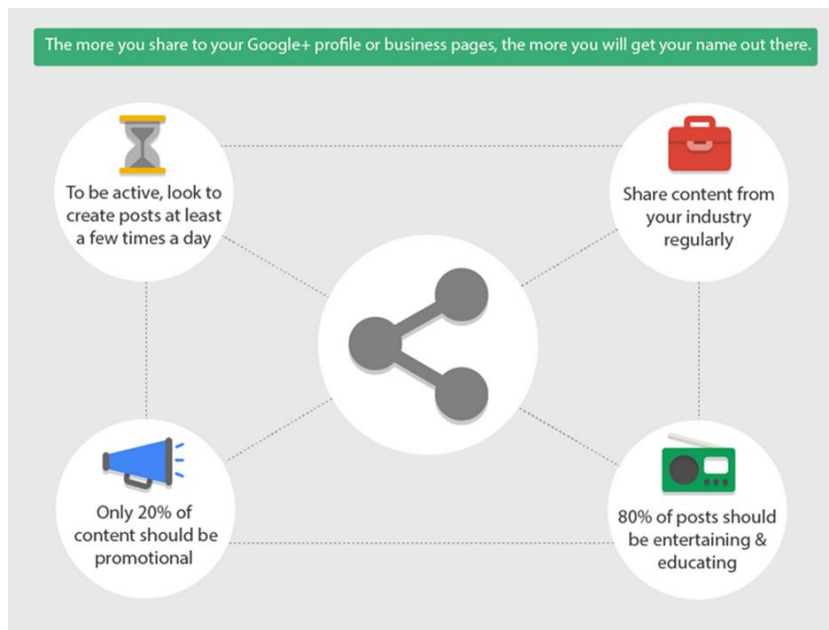 The more you share to your Google+ profile or business pages, the more you will get your name out there.
To be active, look to
create posts at least
a few times a day
Share content from
your industry
regularly
Only 20% of
content should be
promotional
80% of posts should
be entertaining &
educating